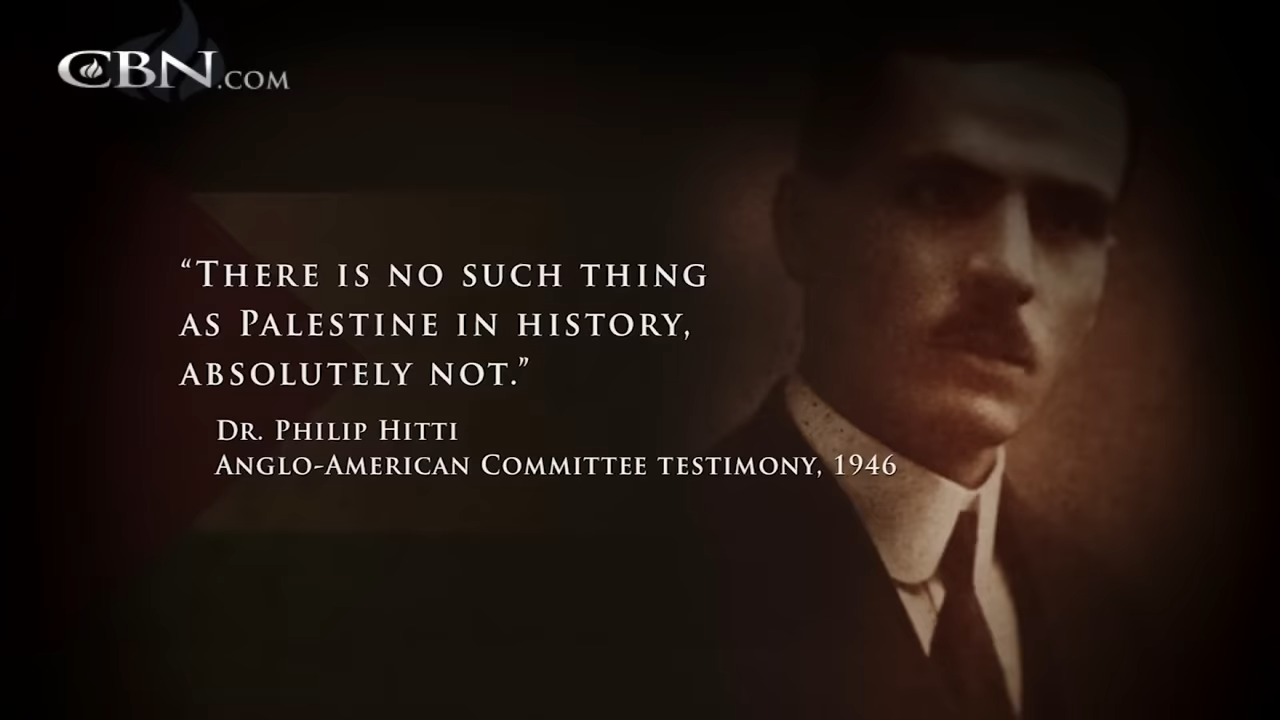 CBN.COM
“THERE IS NO SUCH THING
AS PALESTINE IN HISTORY,
ABSOLUTELY NOT.”
DR. PHILIP HITTI
ANGLO-AMERICAN COMMITTEE TESTIMONY, 1946